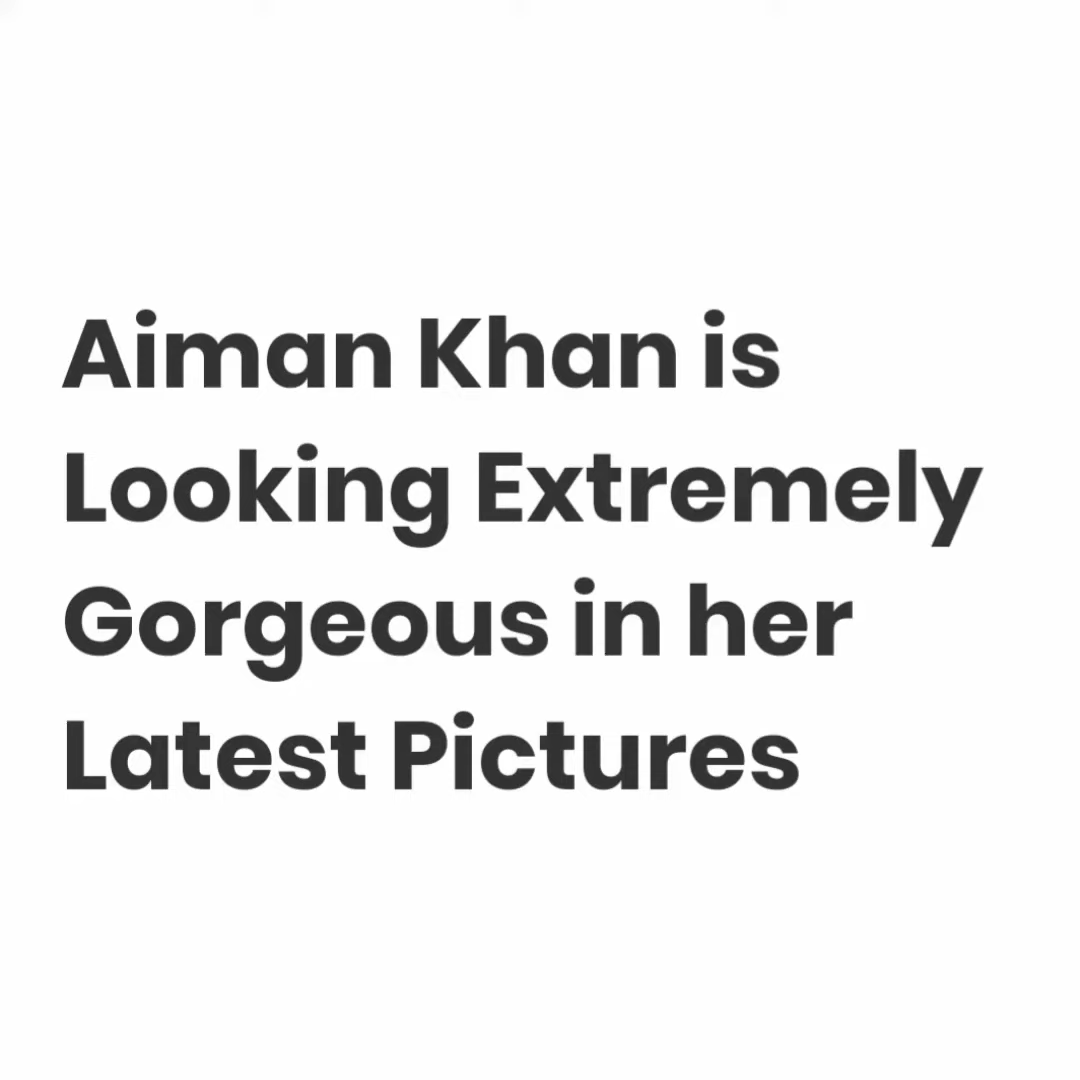 Aiman Khan is
Looking Extremely
Gorgeous in her
Latest Pictures